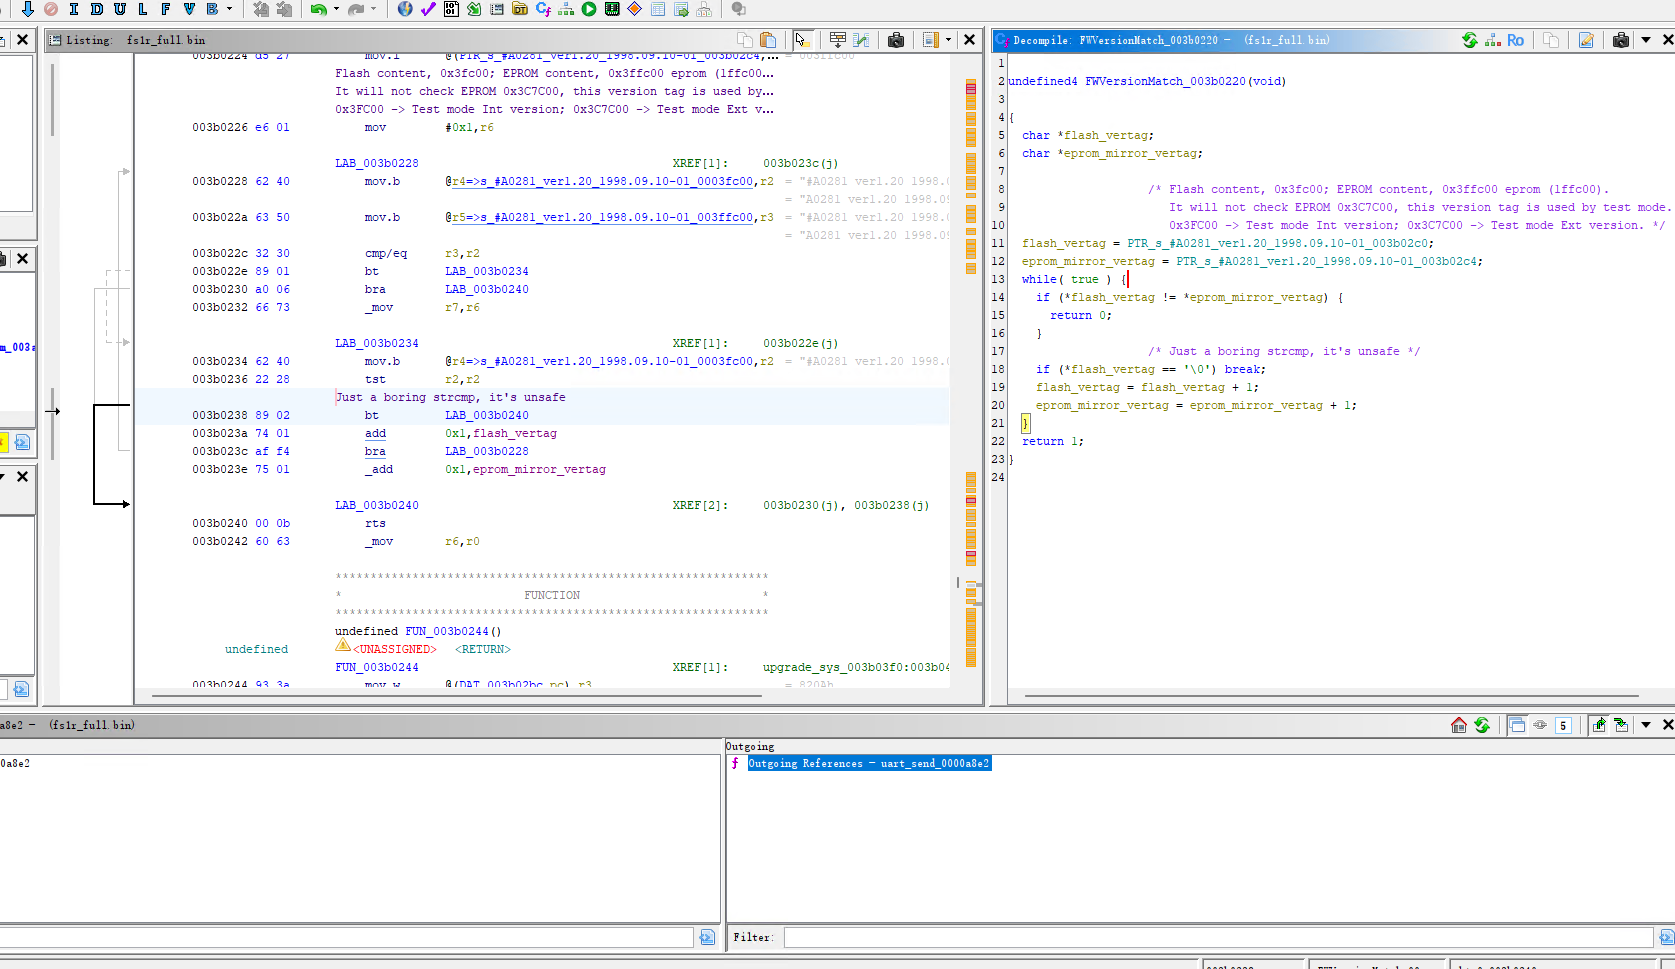 I D U L F V B
Listing: fs1r_full.bin
003b0224 d5 27 mov.l @(PTR_s_#A0281_ver1.20_1998.09.10-01_003b02c4,... = 003ffc00
Flash content, 0x3fc00; EPROM content, 0x3ffc00 eprom (1ffc00...
It will not check EPROM 0x3C7C00, this version tag is used by...
0x3FC00 -> Test mode Int version; 0x3C7C00 -> Test mode Ext v...
003b0226 e6 01 mov #0x1,r6
LAB_003b0228 XREF[1]: 003b023c(j)
003b0228 62 40 mov.b @r4=>s_#A0281_ver1.20_1998.09.10-01_0003fc00,r2 = "#A0281 ver1.20 1998.0
= "A0281 ver1.20 1998.09
003b022a 63 50 mov.b @r5=>s_#A0281_ver1.20_1998.09.10-01_003ffc00,r3 = "#A0281 ver1.20 1998.0
= "A0281 ver1.20 1998.09
003b022c 32 30 cmp/eq r3,r2
003b022e 89 01 bt LAB_003b0234
003b0230 a0 06 bra LAB_003b0240
003b0232 66 73 _mov r7,r6
LAB_003b0234 XREF[1]: 003b022e(j)
003b0234 62 40 mov.b @r4=>s_#A0281_ver1.20_1998.09.10-01_0003fc00,r2 = "#A0281 ver1.20 1998.0
003b0236 22 28 tst r2,r2
Just a boring strcmp, it's unsafe
003b0238 89 02 bt LAB_003b0240
003b023a 74 01 add 0x1,flash_vertag
003b023c af f4 bra LAB_003b0228
003b023e 75 01 _add 0x1,eprom_mirror_vertag
LAB_003b0240 XREF[2]: 003b0230(j), 003b0238(j)
003b0240 00 0b rts
003b0242 60 63 _mov r6,r0
**************************************************************
* FUNCTION *
**************************************************************
undefined FUN_003b0244()
undefined <UNASSIGNED> <RETURN>
FUN_003b0244 XREF[1]: upgrade_sys_003b03f0:003b04
003b0244 93 3a mov.w @(DAT_003b02bc,pc),r3 = 820Ah
Decompile: FWVersionMatch_003b0220 - (fs1r_full.bin)
Ro
1
2 undefined4 FWVersionMatch_003b0220(void)
3
4 {
5 char *flash_vertag;
6 char *eprom_mirror_vertag;
7
8 /* Flash content, 0x3fc00; EPROM content, 0x3ffc00 eprom (1ffc00).
9 It will not check EPROM 0x3C7C00, this version tag is used by test mode.
10 0x3FC00 -> Test mode Int version; 0x3C7C00 -> Test mode Ext version. */
11 flash_vertag = PTR_s_#A0281_ver1.20_1998.09.10-01_003b02c0;
12 eprom_mirror_vertag = PTR_s_#A0281_ver1.20_1998.09.10-01_003b02c4;
13 while( true ) {
14 if (*flash_vertag != *eprom_mirror_vertag) {
15 return 0;
16 }
17 /* Just a boring strcmp, it's unsafe */
18 if (*flash_vertag == '\0') break;
19 flash_vertag = flash_vertag + 1;
20 eprom_mirror_vertag = eprom_mirror_vertag + 1;
21 }
22 return 1;
23 }
24
m_003a
a8e2 - (fs1r_full.bin)
5
0a8e2
Outgoing
Outgoing References - uart_send_0000a8e2
Filter: